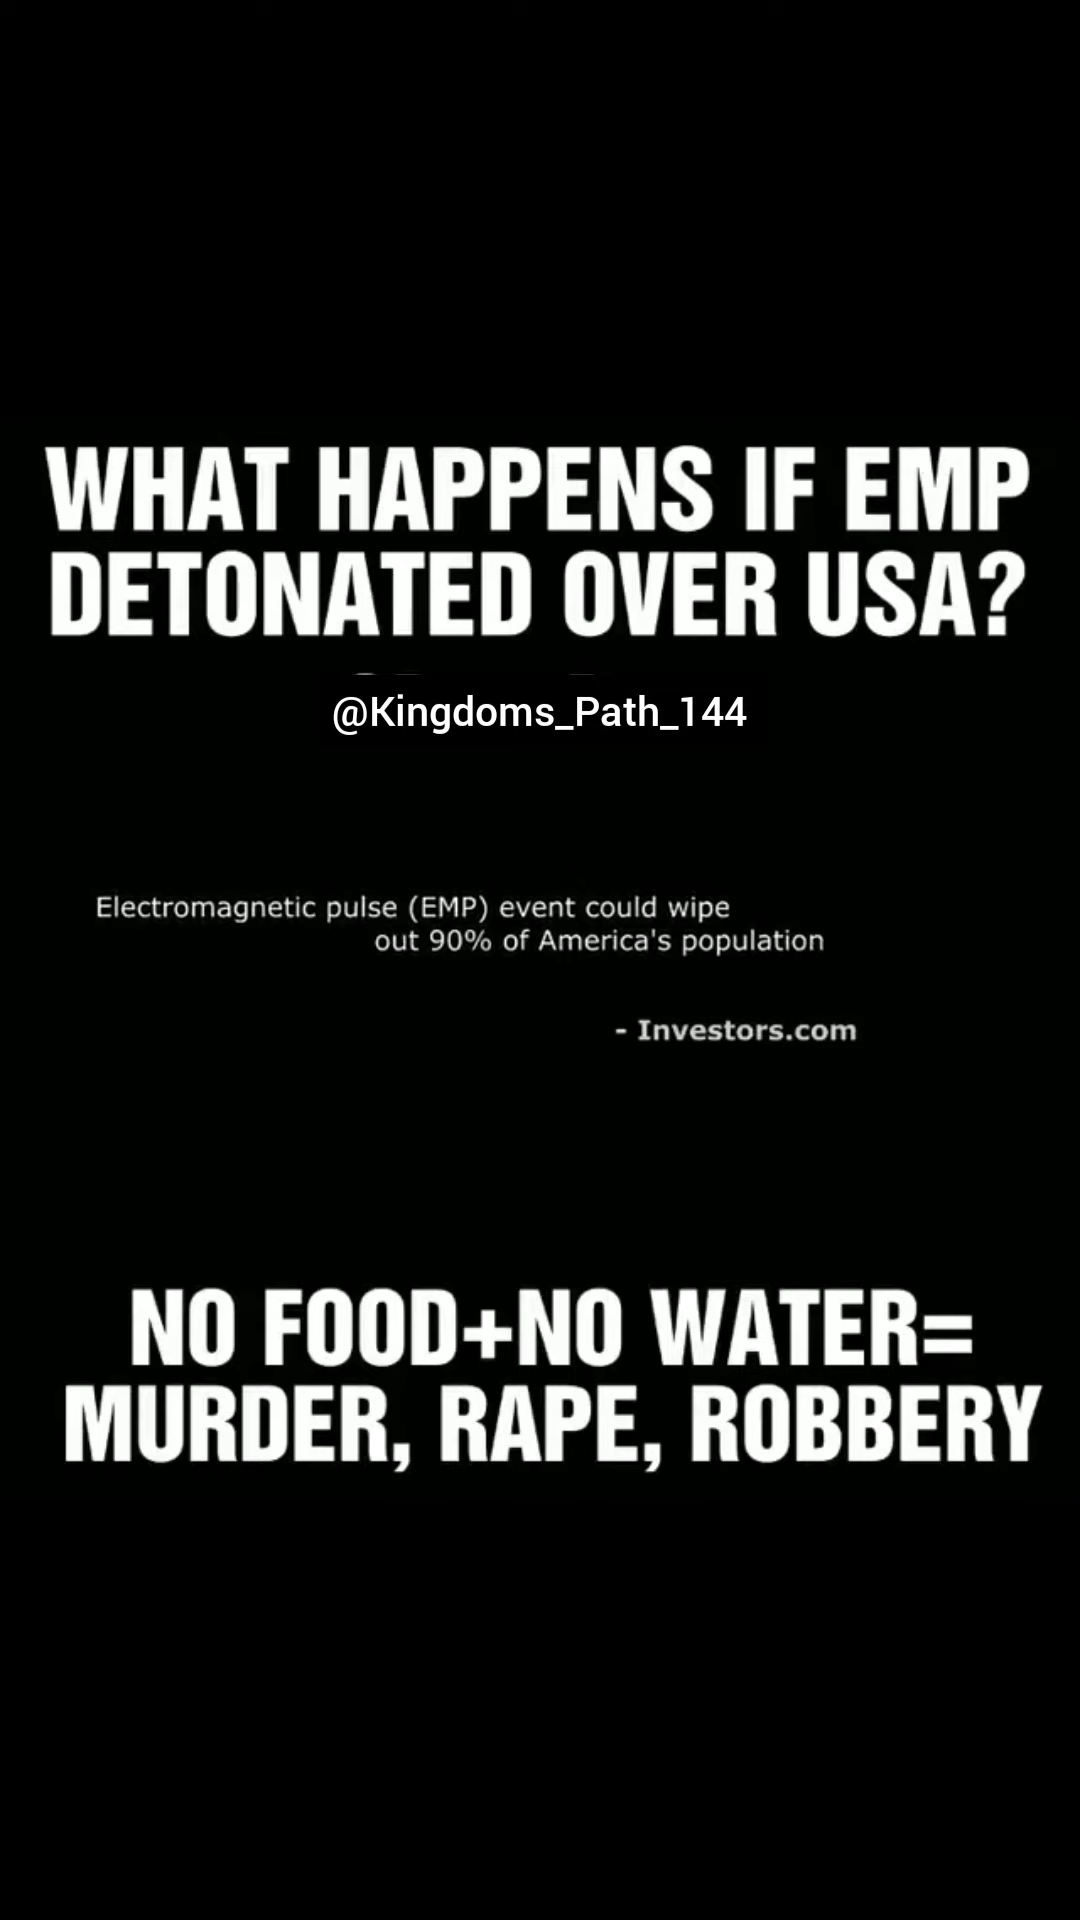 WHAT HAPPENS IF EMP
DETONATED OVER USA?
@Kingdoms_Path_144
Electromagnetic pulse (EMP) event could wipe
out 90% of America's population
- Investors.com
NO FOOD+NO WATER=
MURDER, RAPE, ROBBERY